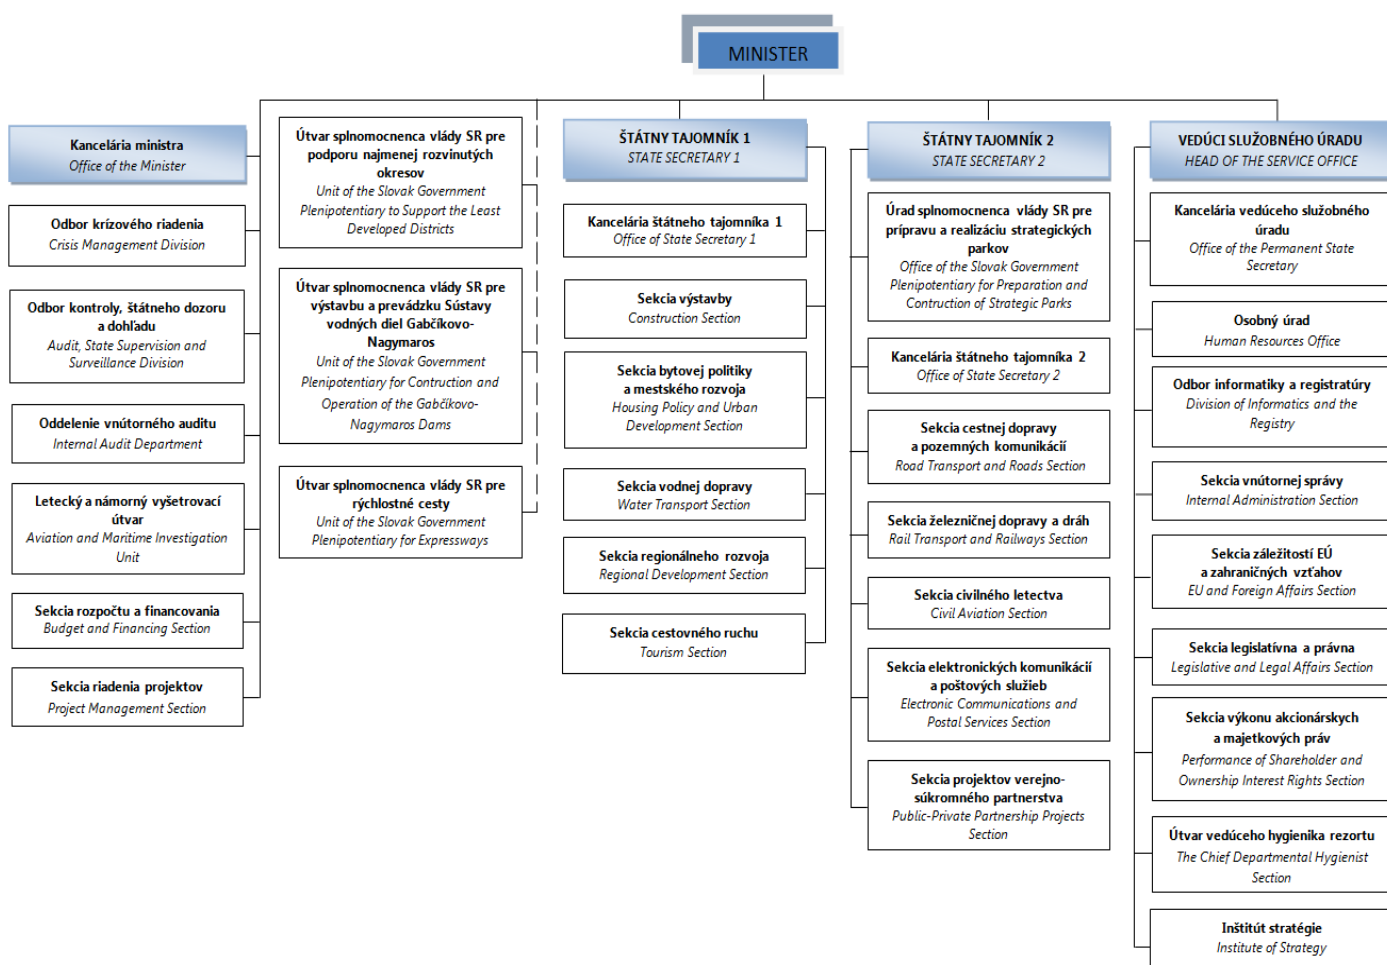 MINISTER
Kancelária ministra
Office of the Minister
Odbor krízového riadenia
Crisis Management Division
Odbor kontroly, štátneho dozoru
a dohľadu
Audit, State Supervision and
Surveillance Division
Oddelenie vnútorného auditu
Internal Audit Department
Letecký a námorný vyšetrovací
útvar
Aviation and Maritime Investigation
Unit
Sekcia rozpočtu a financovania
Budget and Financing Section
Sekcia riadenia projektov
Project Management Section
Útvar splnomocnenca vlády SR pre
podporu najmenej rozvinutých
okresov
Unit of the Slovak Government
Plenipotentiary to Support the Least
Developed Districts
Útvar splnomocnenca vlády SR pre
výstavbu a prevádzku Sústavy
vodných diel Gabčíkovo-
Nagymaros
Unit of the Slovak Government
Plenipotentiary for Contruction and
Operation of the Gabčíkovo-
Nagymaros Dams
Útvar splnomocnenca vlády SR pre
rýchlostné cesty
Unit of the Slovak Government
Plenipotentiary for Expressways
ŠTÁTNY TAJOMNÍK 1
STATE SECRETARY 1
Kancelária štátneho tajomníka 1
Office of State Secretary 1
Sekcia výstavby
Construction Section
Sekcia bytovej politiky
a mestského rozvoja
Housing Policy and Urban
Development Section
Sekcia vodnej dopravy
Water Transport Section
Sekcia regionálneho rozvoja
Regional Development Section
Sekcia cestovného ruchu
Tourism Section
ŠTÁTNY TAJOMNÍK 2
STATE SECRETARY 2
Úrad splnomocnenca vlády SR pre
prípravu a realizáciu strategických
parkov
Office of the Slovak Government
Plenipotentiary for Preparation and
Contruction of Strategic Parks
Kancelária štátneho tajomníka 2
Office of State Secretary 2
Sekcia cestnej dopravy
a pozemných komunikácií
Road Transport and Roads Section
Sekcia železničnej dopravy a dráh
Rail Transport and Railways Section
Sekcia civilného letectva
Civil Aviation Section
Sekcia elektronických komunikácií
a poštových služieb
Electronic Communications and
Postal Services Section
Sekcia projektov verejno-
súkromného partnerstva
Public-Private Partnership Projects
Section
VEDÚCI SLUŽOBNÉHO ÚRADU
HEAD OF THE SERVICE OFFICE
Kancelária vedúceho služobného
úradu
Office of the Permanent State
Secretary
Osobný úrad
Human Resources Office
Odbor informatiky a registratúry
Division of Informatics and the
Registry
Sekcia vnútornej správy
Internal Administration Section
Sekcia záležitostí EÚ
a zahraničných vzťahov
EU and Foreign Affairs Section
Sekcia legislatívna a právna
Legislative and Legal Affairs Section
Sekcia výkonu akcionárskych
a majetkových práv
Performance of Shareholder and
Ownership Interest Rights Section
Útvar vedúceho hygienika rezortu
The Chief Departmental Hygienist
Section
Inštitút stratégie
Institute of Strategy